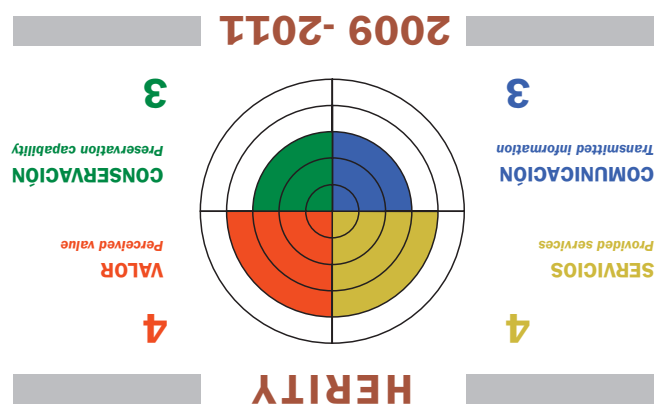 HERITY
4
SERVICIOS
Provided services
4
VALOR
Perceived value
COMUNICACIÓN
Transmitted information
3
CONSERVACIÓN
Preservation capability
3
2009 -2011